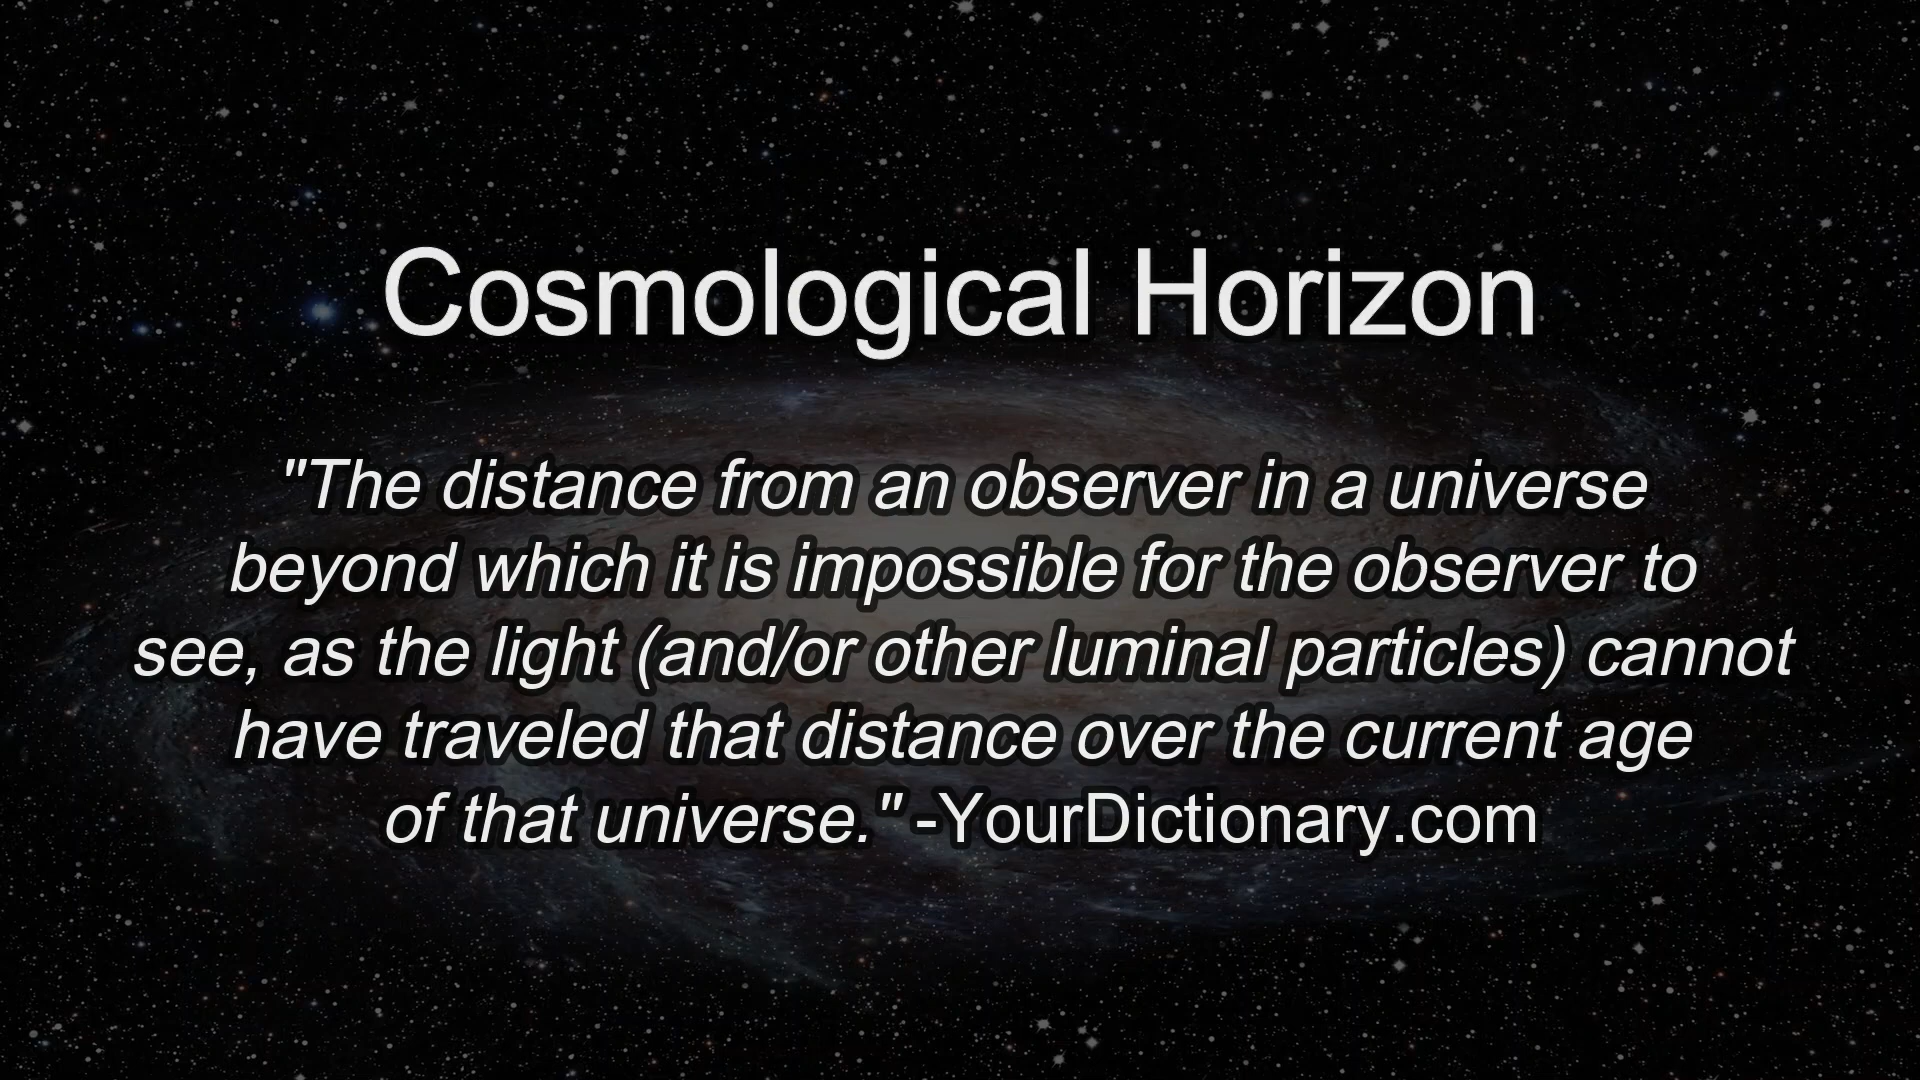 Cosmological Horizon
"The distance from an observer in a universe
beyond which it is impossible for the observer to
see, as the light (and/or other luminal particles) cannot
have traveled that distance over the current age
of that universe." -YourDictionary.com